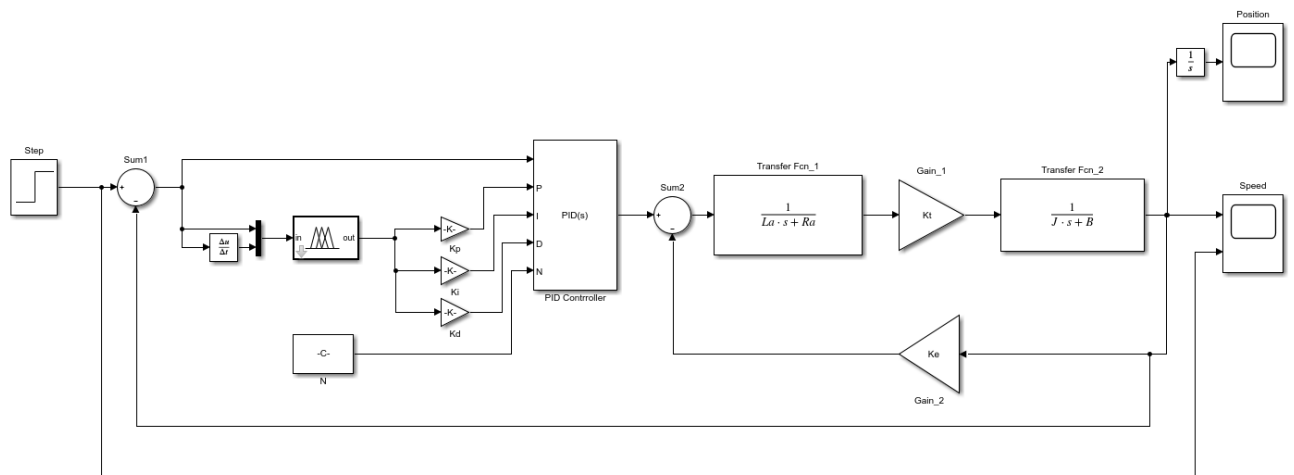 Position
1
s
Step
Sum1
+
-
Δu
Δt
in
out
-K-
Kp
-K-
Ki
-K-
Kd
-C-
N
P
I
D
N
PID(s)
PID Contrroller
Sum2
+
-
Transfer Fcn_1
1
La · s + Ra
Gain_1
Kt
Transfer Fcn_2
1
J · s + B
Speed
Ke
Gain_2